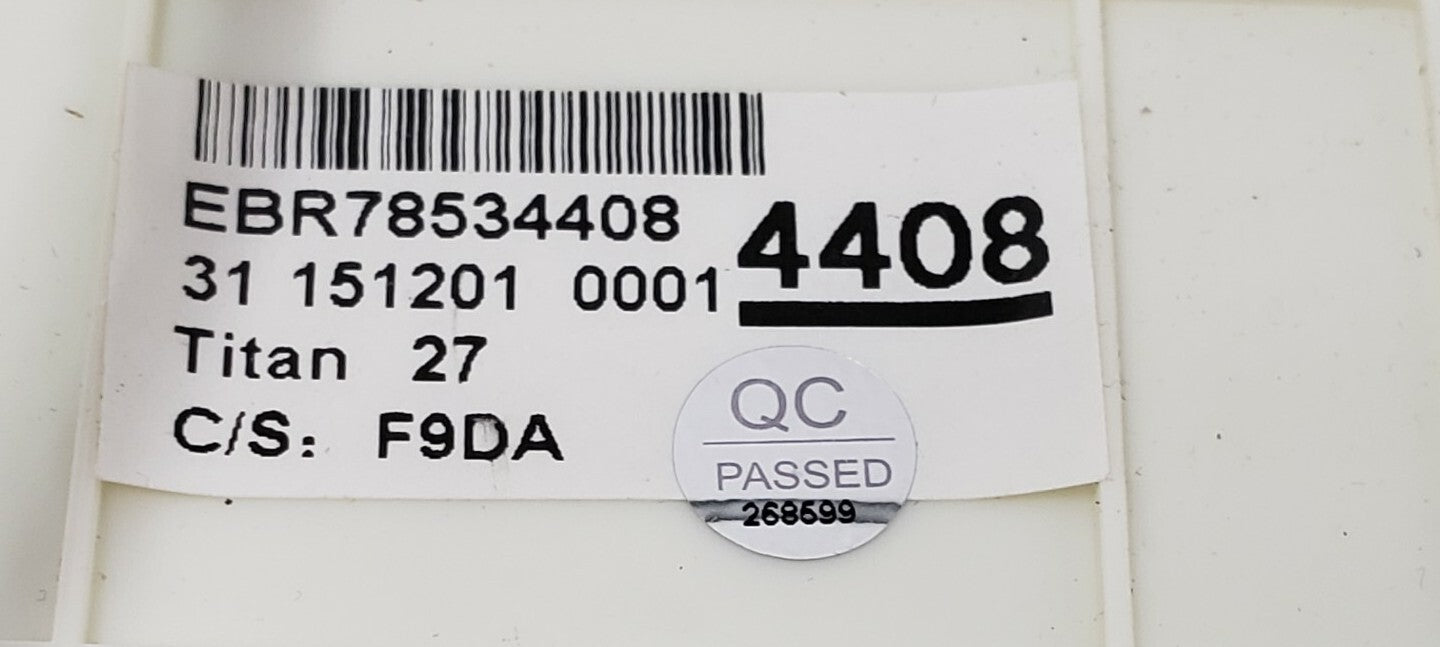 EBR78534408
4408
31 151201 0001
Titan 27
C/S: F9DA
QC
PASSED
268699